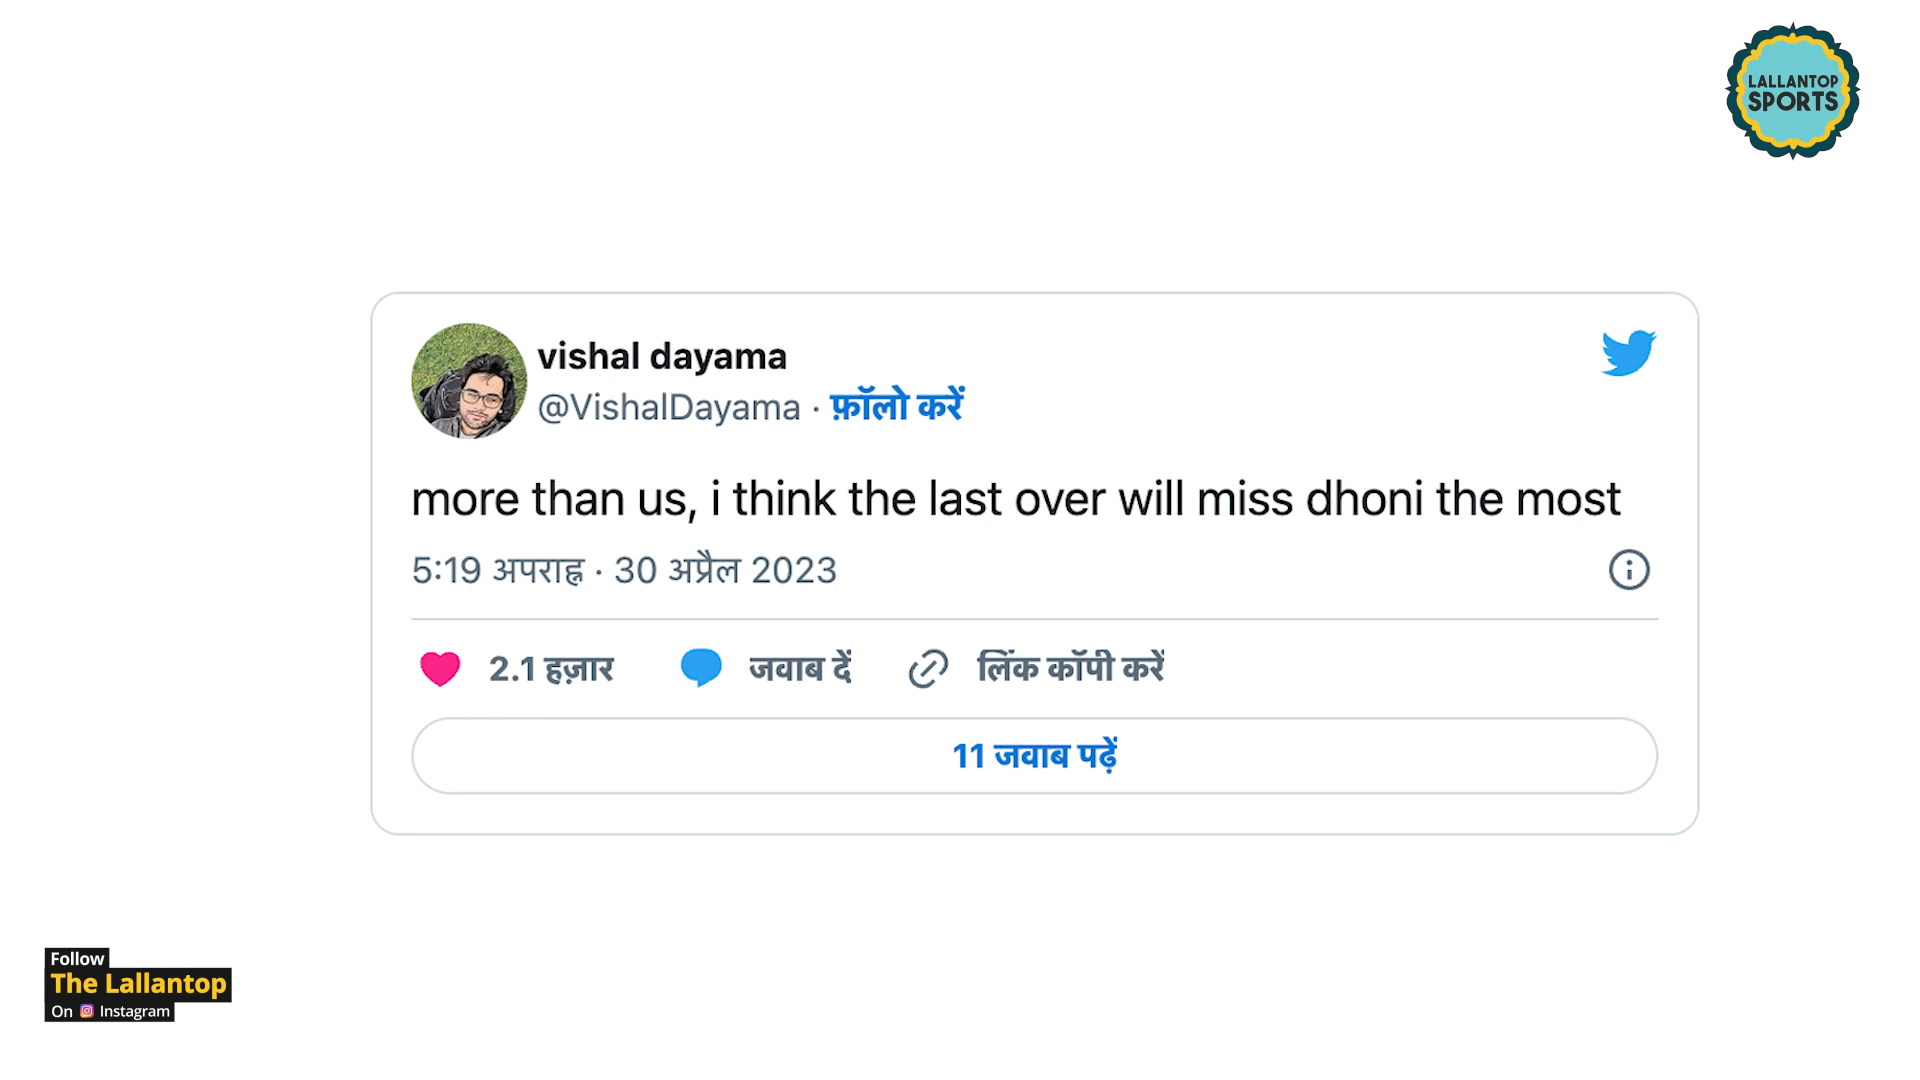 LALLANTOP
SPORTS
vishal dayama
@VishalDayama · फ़ॉलो करें
more than us, i think the last over will miss dhoni the most
5:19 अपराह्न · 30 अप्रैल 2023
2.1 हज़ार जवाब दें लिंक कॉपी करें
11 जवाब पढ़ें
Follow
The Lallantop
On Instagram